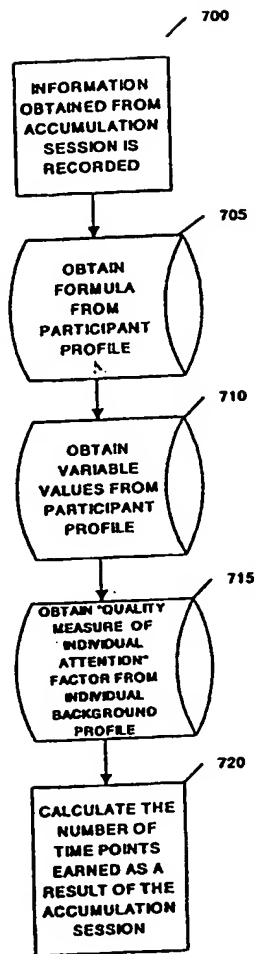 700
INFORMATION
OBTAINED FROM
ACCUMULATION
SESSION IS
RECORDED
705
OBTAIN
FORMULA
FROM
PARTICIPANT
PROFILE
710
OBTAIN
VARIABLE
VALUES FROM
PARTICIPANT
PROFILE
715
OBTAIN "QUALITY
MEASURE OF
INDIVIDUAL
ATTENTION"
FACTOR FROM
INDIVIDUAL
BACKGROUND
PROFILE
720
CALCULATE THE
NUMBER OF
TIME POINTS
EARNED AS A
RESULT OF THE
ACCUMULATION
SESSION